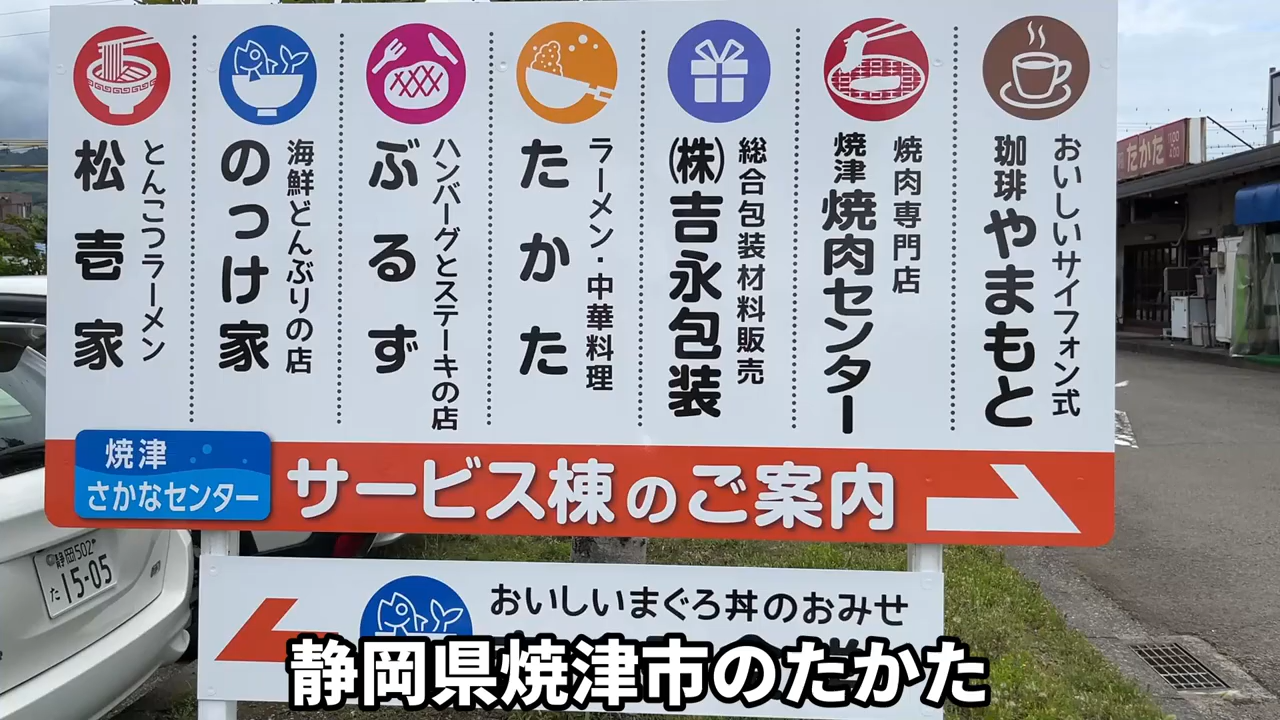 松壱家
とんこつラーメン
のっけ家
海鮮どんぶりの店
ぶるず
ハンバーグとステーキの店
たかた
ラーメン・中華料理
㈱吉永包装
総合包装材料販売
焼津焼肉センター
焼肉専門店
珈琲やまもと
おいしいサイフォン式
焼津
さかなセンター
サービス棟のご案内
たかた
静岡 502
た 15-05
おいしいまぐろ丼のおみせ
静岡県焼津市のたかた